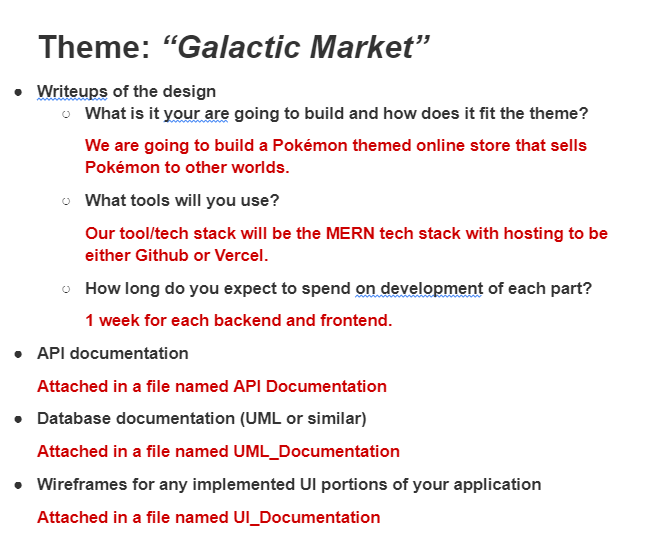 Theme: “Galactic Market”
● Writeups of the design
○ What is it your are going to build and how does it fit the theme?
We are going to build a Pokémon themed online store that sells
Pokémon to other worlds.
○ What tools will you use?
Our tool/tech stack will be the MERN tech stack with hosting to be
either Github or Vercel.
○ How long do you expect to spend on development of each part?
1 week for each backend and frontend.
● API documentation
Attached in a file named API Documentation
● Database documentation (UML or similar)
Attached in a file named UML_Documentation
● Wireframes for any implemented UI portions of your application
Attached in a file named UI_Documentation